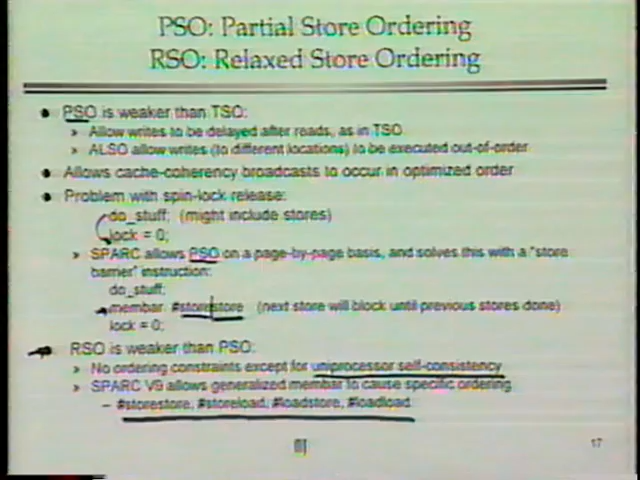 PSO: Partial Store Ordering
RSO: Relaxed Store Ordering
● PSO is weaker than TSO:
» Allow writes to be delayed after reads, as in TSO
» ALSO allow writes (to different locations) to be executed out-of-order
● Allows cache-coherency broadcasts to occur in optimized order
● Problem with spin-lock release:
do_stuff; (might include stores)
lock = 0;
» SPARC allows PSO on a page-by-page basis, and solves this with a "store
barrier" instruction:
do_stuff;
membar #storestore (next store will block until previous stores done)
lock = 0;
RSO is weaker than PSO:
» No ordering constraints except for uniprocessor self-consistency
» SPARC V9 allows generalized membar to cause specific ordering
– #storestore, #storeload, #loadstore, #loadload
17